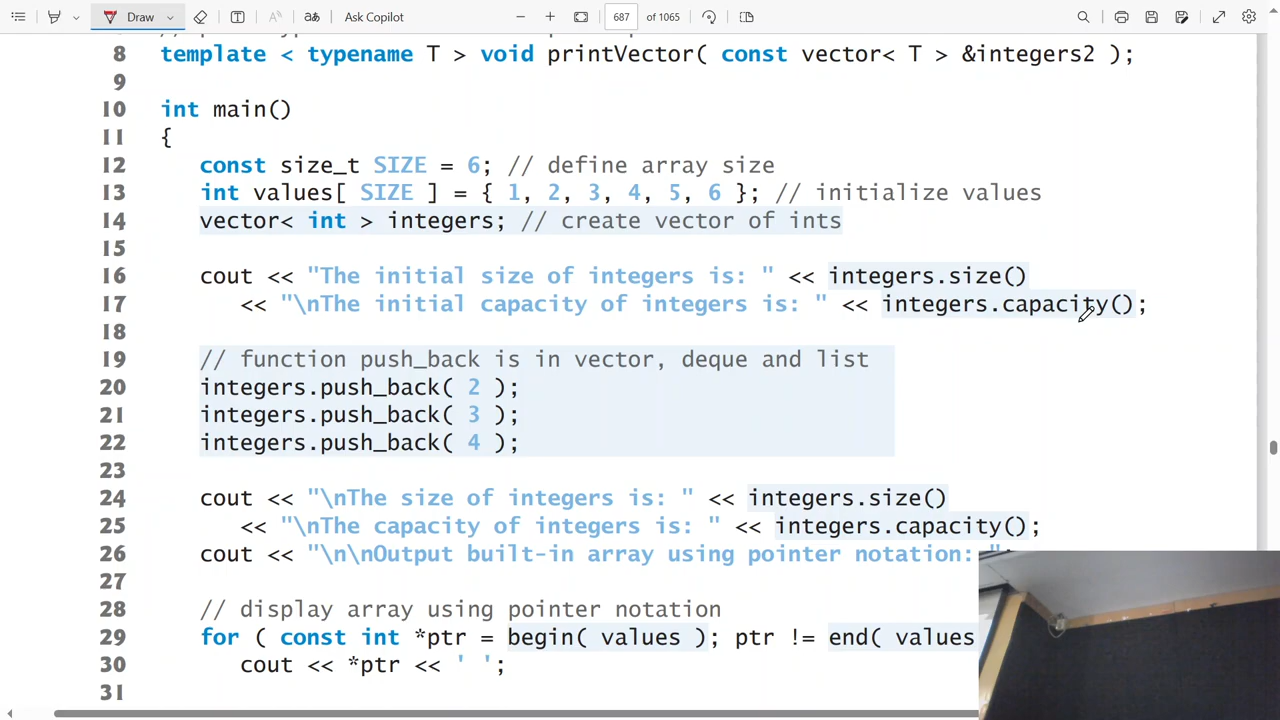 Draw
Ask Copilot
687 of 1065
8 template < typename T > void printVector( const vector< T > &integers2 );
9
10 int main()
11 {
12 const size_t SIZE = 6; // define array size
13 int values[ SIZE ] = { 1, 2, 3, 4, 5, 6 }; // initialize values
14 vector< int > integers; // create vector of ints
15
16 cout << "The initial size of integers is: " << integers.size()
17 << "\nThe initial capacity of integers is: " << integers.capacity();
18
19 // function push_back is in vector, deque and list
20 integers.push_back( 2 );
21 integers.push_back( 3 );
22 integers.push_back( 4 );
23
24 cout << "\nThe size of integers is: " << integers.size()
25 << "\nThe capacity of integers is: " << integers.capacity();
26 cout << "\n\nOutput built-in array using pointer notation: ";
27
28 // display array using pointer notation
29 for ( const int *ptr = begin( values ); ptr != end( values
30 cout << *ptr << ' ';
31